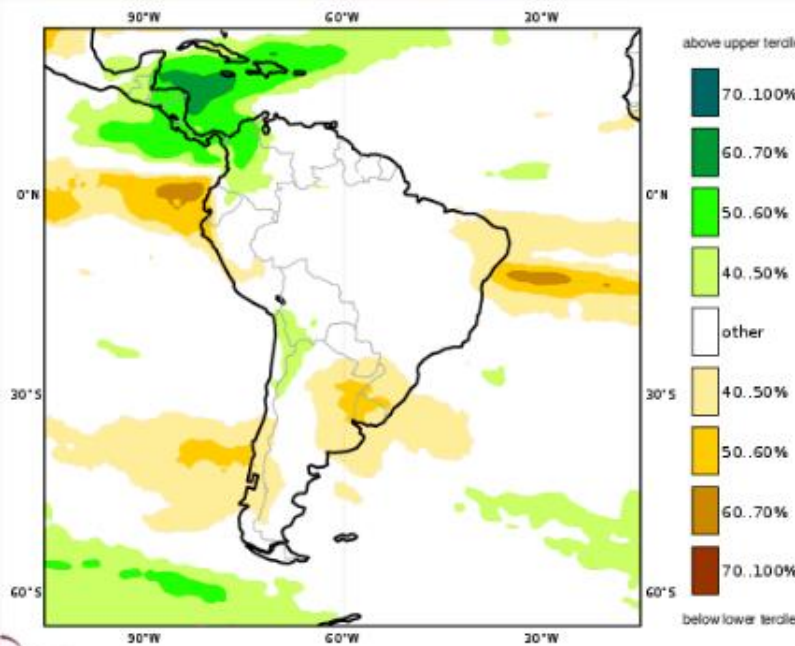 90°W 60°W 30°W
above upper tercile
70..100%
60..70%
0°N 0°N
50..60%
40..50%
other
30°S 30°S
40..50%
50..60%
60..70%
70..100%
60°S 60°S
below lower tercile
90°W 60°W 30°W